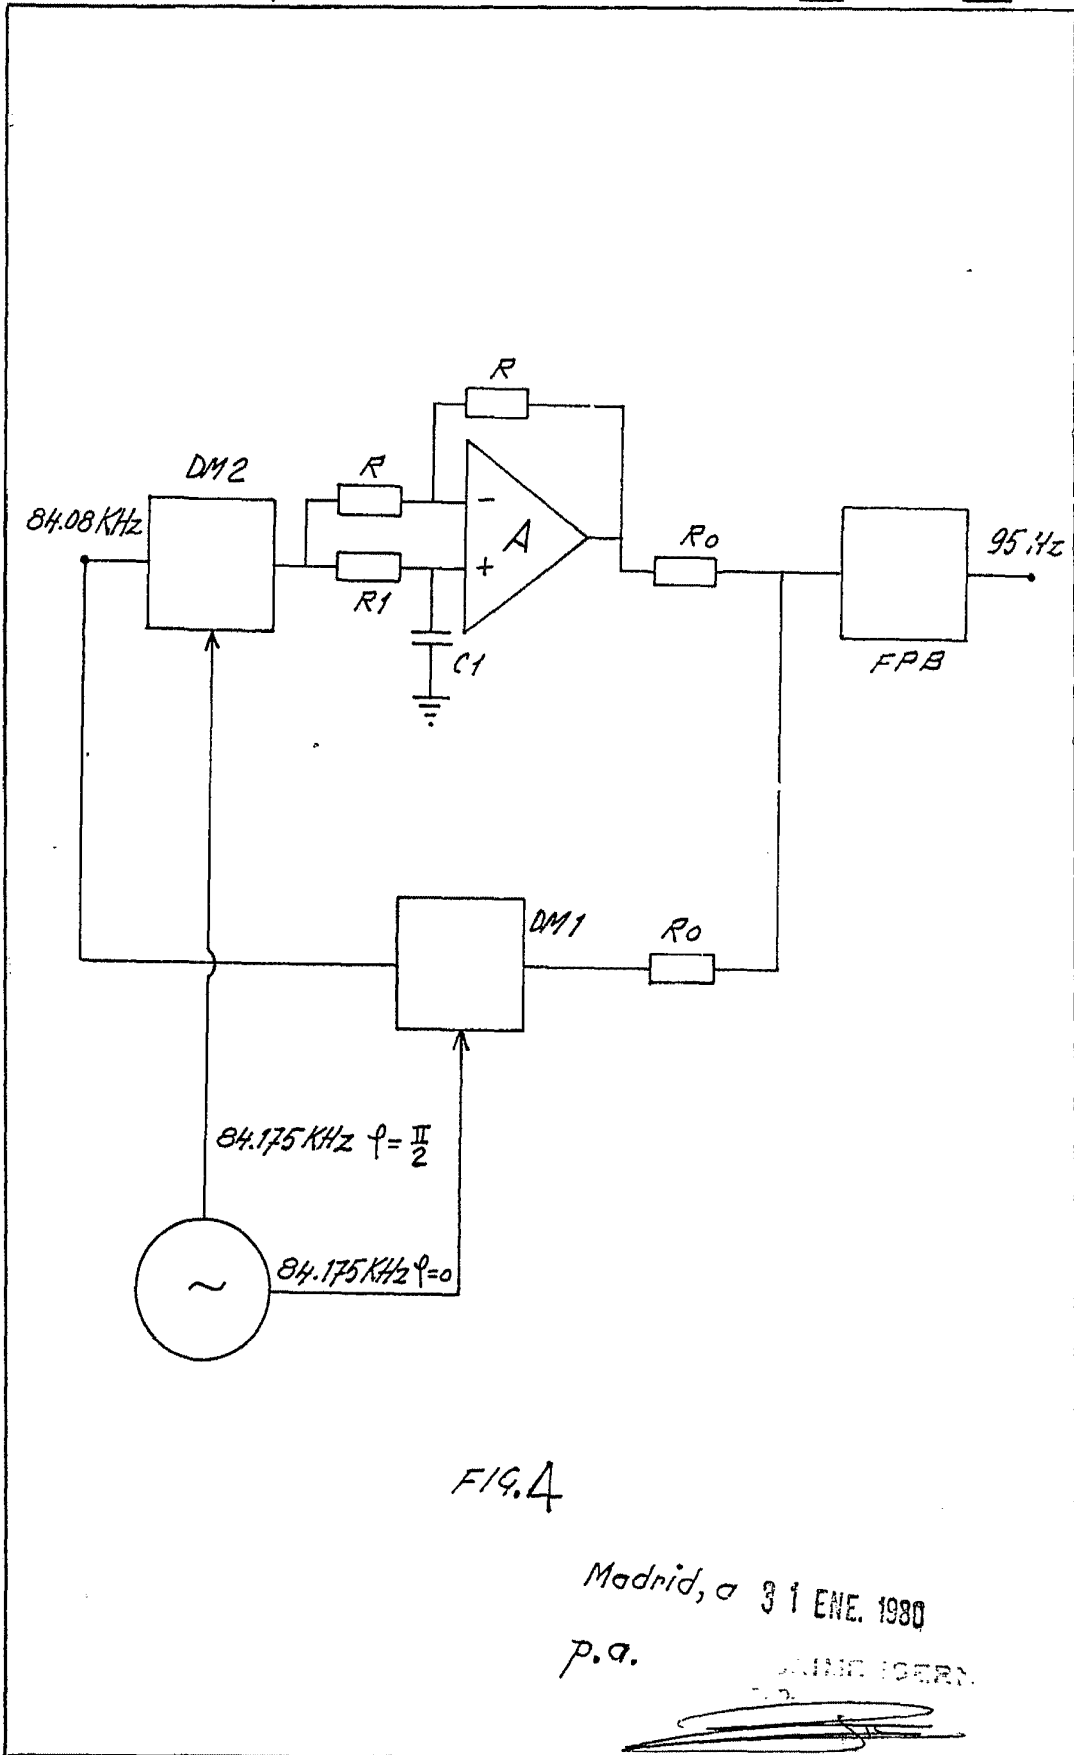 R
DM2
R
84.08 KHz
-
A
Ro
95 Hz
+
R1
C1
FPB
DM1
Ro
84.175 KHz φ= π/2
~
84.175 KHz φ=0
FIG. 4
Madrid, a 31 ENE. 1980
p.a.